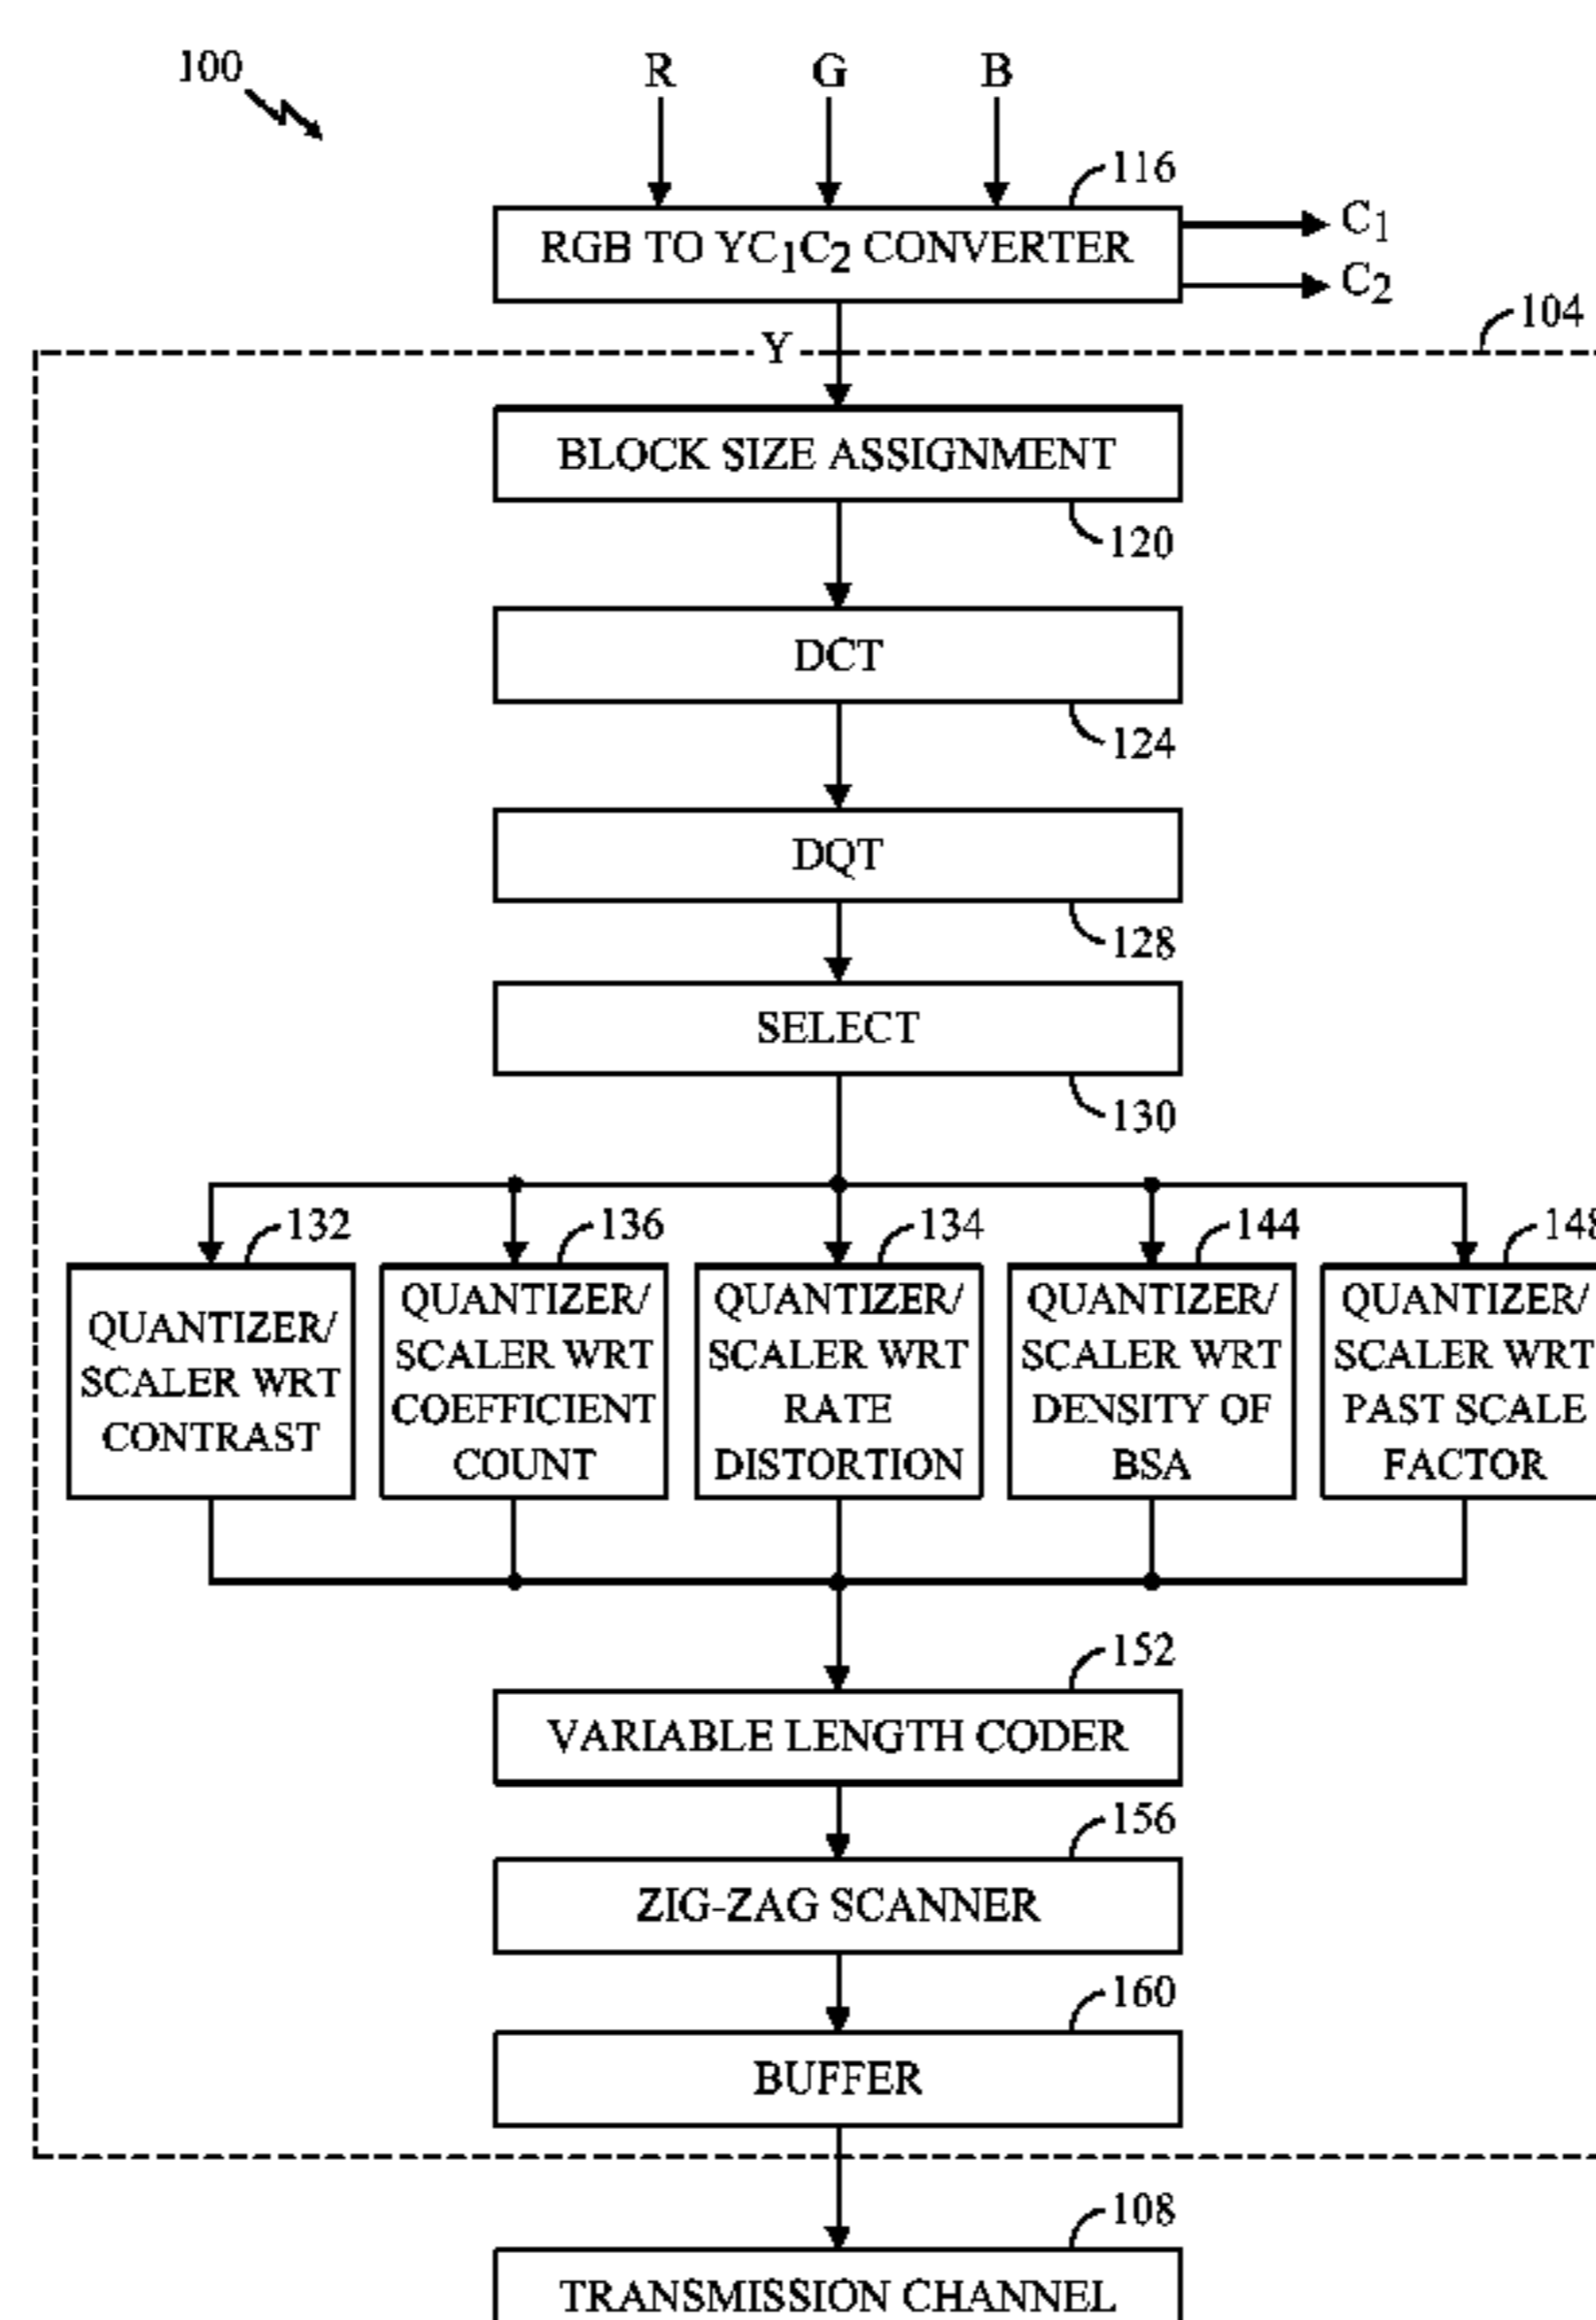 100
R G B
116
RGB TO YC1C2 CONVERTER
C1
C2
104
Y
BLOCK SIZE ASSIGNMENT
120
DCT
124
DQT
128
SELECT
130
132
136
134
144
148
QUANTIZER/
SCALER WRT
CONTRAST
QUANTIZER/
SCALER WRT
COEFFICIENT
COUNT
QUANTIZER/
SCALER WRT
RATE
DISTORTION
QUANTIZER/
SCALER WRT
DENSITY OF
BSA
QUANTIZER/
SCALER WRT
PAST SCALE
FACTOR
152
VARIABLE LENGTH CODER
156
ZIG-ZAG SCANNER
160
BUFFER
108
TRANSMISSION CHANNEL